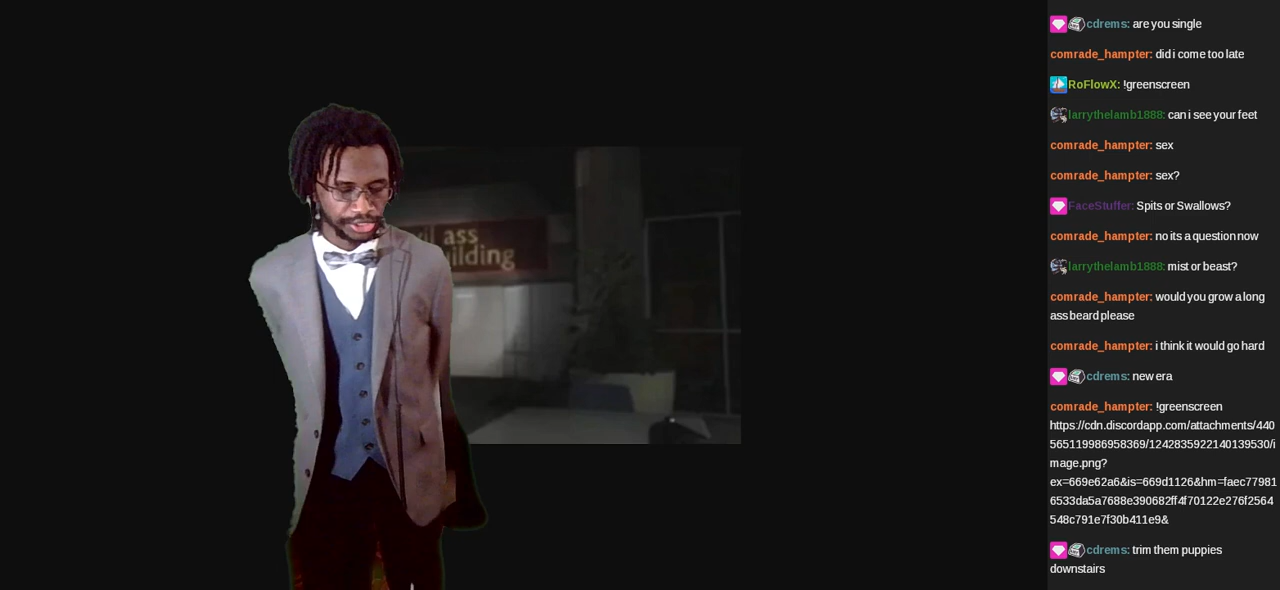 ass
ilding
cdrems: are you single
comrade_hampter: did i come too late
RoFlowX: !greenscreen
larrythelamb1888: can i see your feet
comrade_hampter: sex
comrade_hampter: sex?
FaceStuffer: Spits or Swallows?
comrade_hampter: no its a question now
larrythelamb1888: mist or beast?
comrade_hampter: would you grow a long
ass beard please
comrade_hampter: i think it would go hard
cdrems: new era
comrade_hampter: !greenscreen
https://cdn.discordapp.com/attachments/440
565119986958369/1242835922140139530/i
mage.png?
ex=669e62a6&is=669d1126&hm=faec77981
6533da5a7688e390682ff4f70122e276f2564
548c791e7f30b411e9&
cdrems: trim them puppies
downstairs